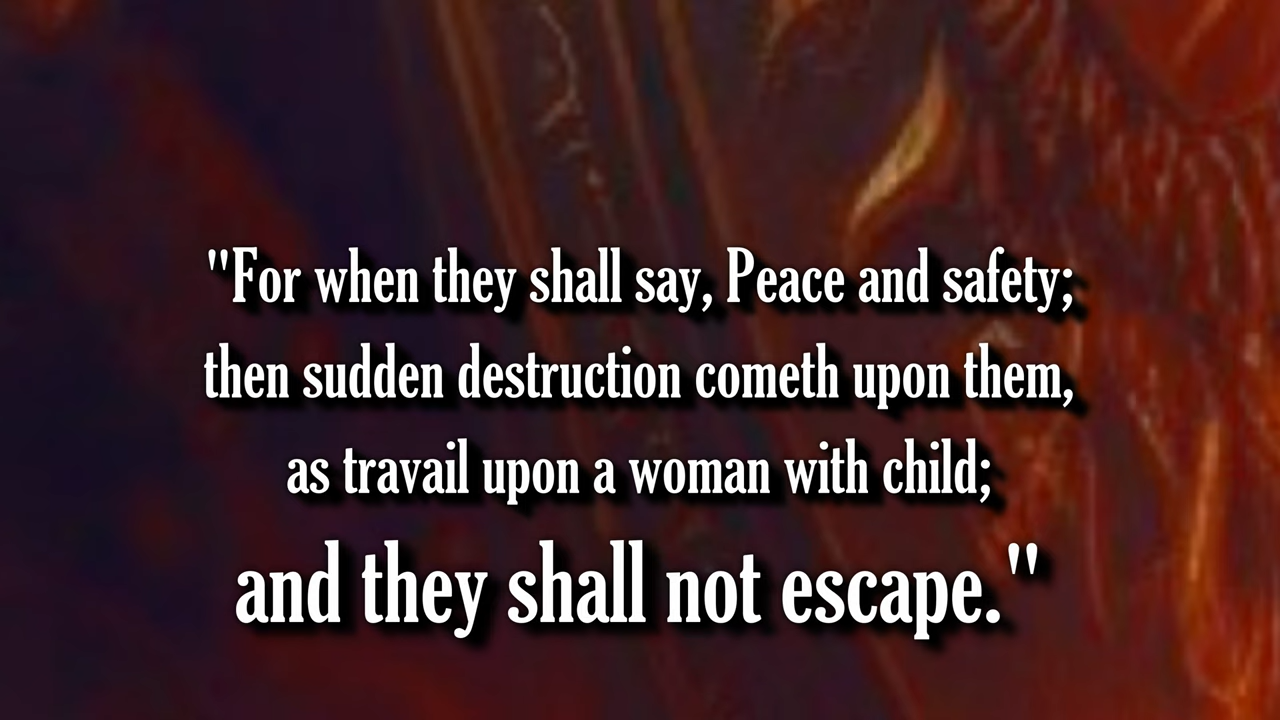 "For when they shall say, Peace and safety;
then sudden destruction cometh upon them,
as travail upon a woman with child;
and they shall not escape."